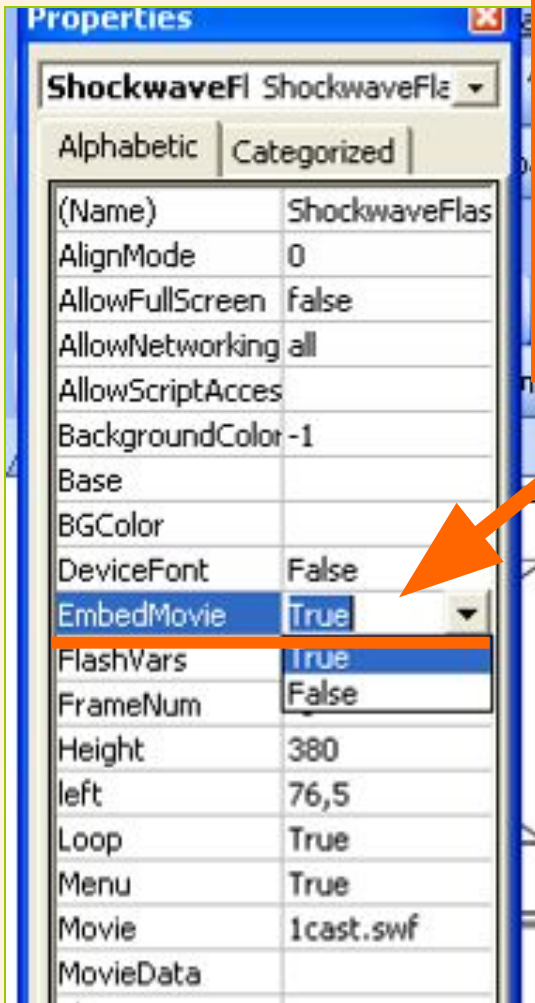 Properties
ShockwaveFl ShockwaveFla
Alphabetic Categorized
(Name) ShockwaveFlas
AlignMode 0
AllowFullScreen false
AllowNetworking all
AllowScriptAcces
BackgroundColor -1
Base
BGColor
DeviceFont False
EmbedMovie True
True
FlashVars
False
FrameNum
Height 380
left 76,5
Loop True
Menu True
Movie 1cast.swf
MovieData